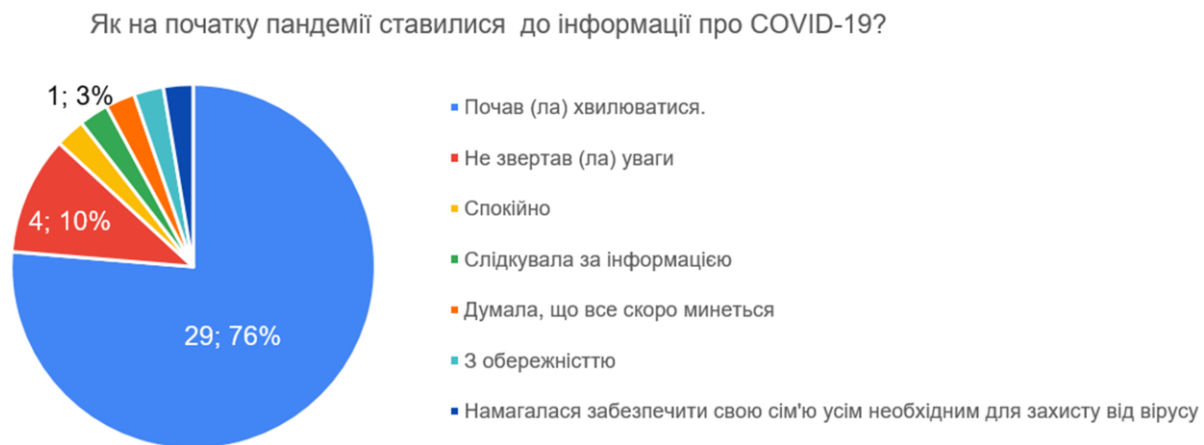 Як на початку пандемії ставилися до інформації про COVID-19?
1; 3%
4; 10%
29; 76%
Почав (ла) хвилюватися.
Не звертав (ла) уваги
Спокійно
Слідкувала за інформацією
Думала, що все скоро минеться
З обережністю
Намагалася забезпечити свою сім'ю усім необхідним для захисту від вірусу